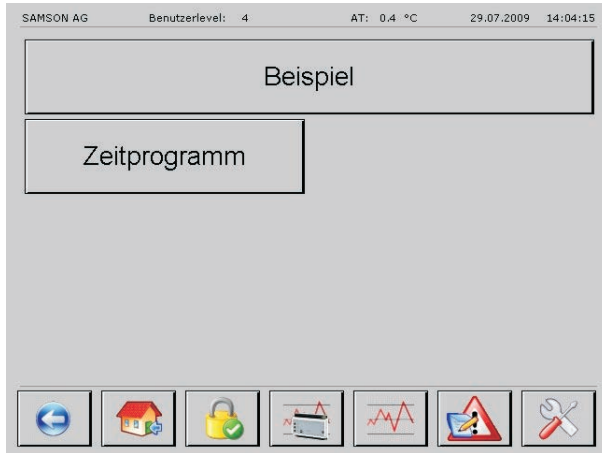 SAMSON AG Benutzerlevel: 4 AT: 0.4 °C 29.07.2009 14:04:15
Beispiel
Zeitprogramm